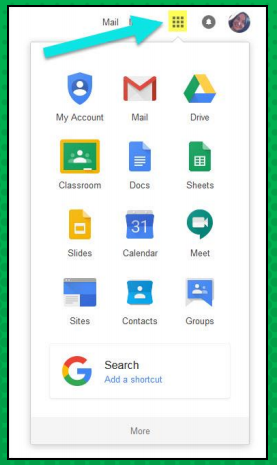 Mail
My Account Mail Drive
Classroom Docs Sheets
31
Slides Calendar Meet
Sites Contacts Groups
Search
Add a shortcut
More